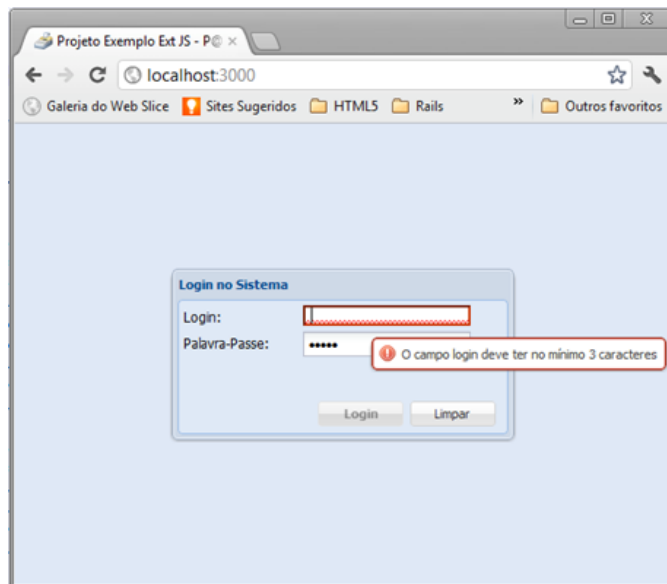 Projeto Exemplo Ext JS - P
localhost:3000
Galeria do Web Slice Sites Sugeridos HTML5 Rails » Outros favoritos
Login no Sistema
Login:
Palavra-Passe: •••••
O campo login deve ter no mínimo 3 caracteres
Login Limpar